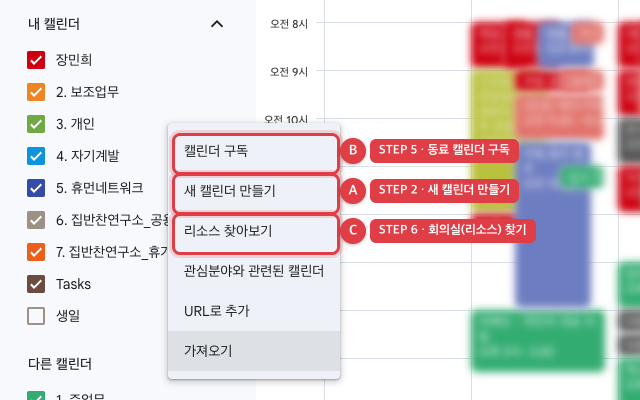 내 캘린더
장민희
2. 보조업무
3. 개인
4. 자기계발
5. 휴먼네트워크
6. 집반찬연구소_공용
7. 집반찬연구소_휴가
Tasks
생일
다른 캘린더
1. 주업무
오전 8시
오전 9시
오전 10시
캘린더 구독
B STEP 5 · 동료 캘린더 구독
새 캘린더 만들기
A STEP 2 · 새 캘린더 만들기
리소스 찾아보기
C STEP 6 · 회의실(리소스) 찾기
관심분야와 관련된 캘린더
URL로 추가
가져오기